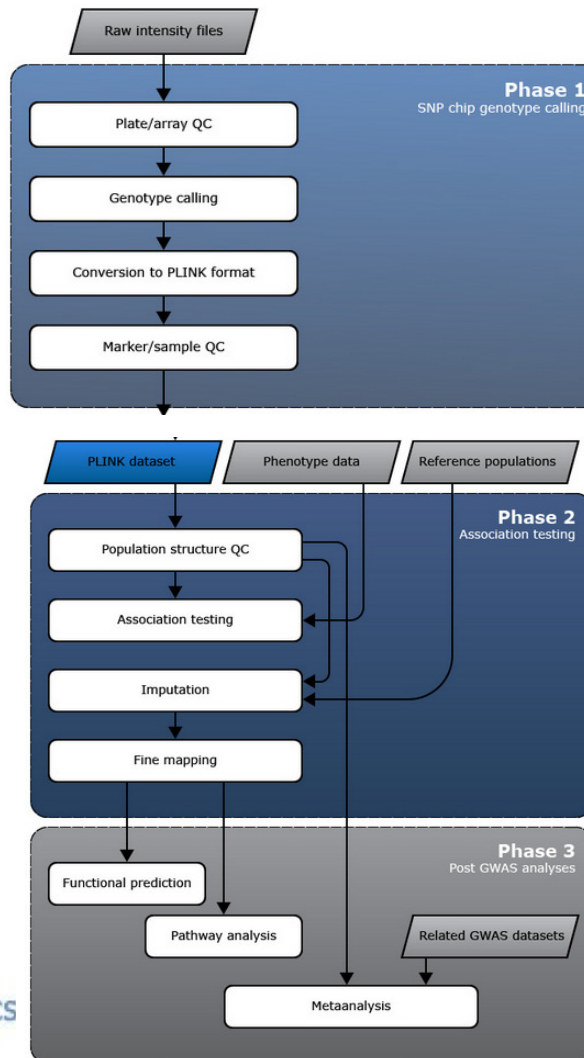 Raw intensity files
Phase 1
SNP chip genotype calling
Plate/array QC
Genotype calling
Conversion to PLINK format
Marker/sample QC
PLINK dataset
Phenotype data
Reference populations
Phase 2
Association testing
Population structure QC
Association testing
Imputation
Fine mapping
Phase 3
Post GWAS analyses
Functional prediction
Pathway analysis
Related GWAS datasets
Metaanalysis
cs